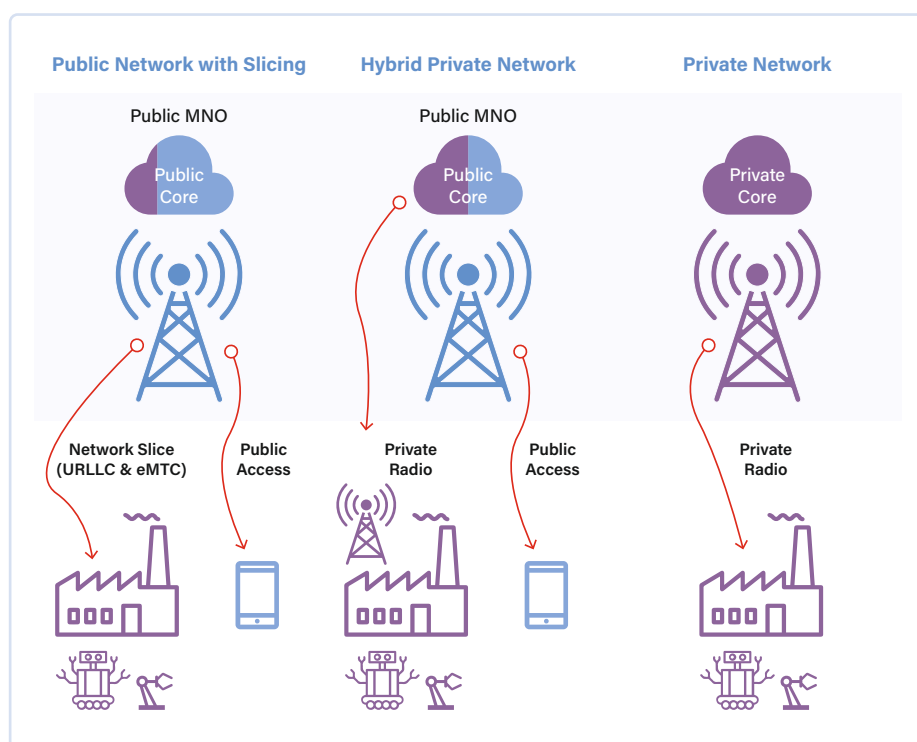 Public Network with Slicing
Hybrid Private Network
Private Network
Public MNO
Public
Core
Public MNO
Public
Core
Private
Core
Network Slice
(URLLC & eMTC)
Public
Access
Private
Radio
Public
Access
Private
Radio